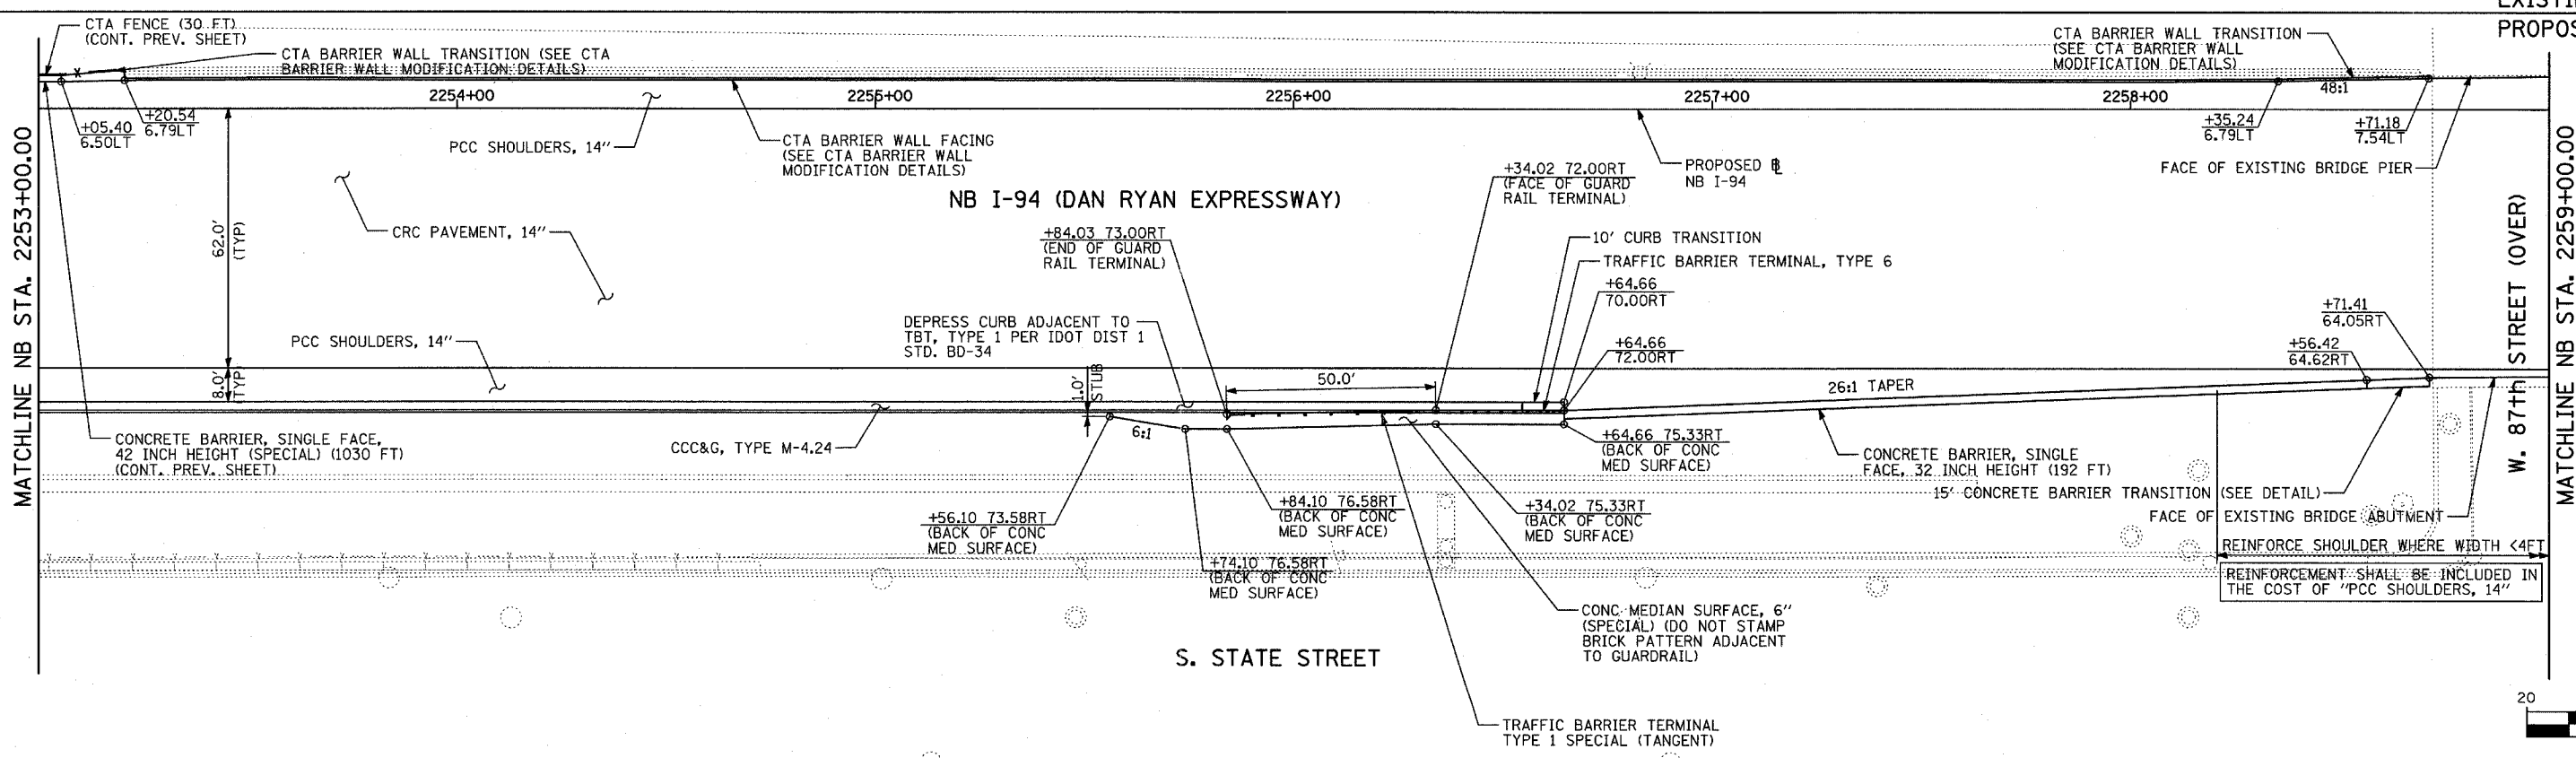 EXISTIN
PROPOS
CTA FENCE (30 FT)
(CONT. PREV. SHEET)
CTA BARRIER WALL TRANSITION (SEE CTA
BARRIER WALL MODIFICATION DETAILS)
CTA BARRIER WALL TRANSITION
(SEE CTA BARRIER WALL
MODIFICATION DETAILS)
2254+00
2255+00
2256+00
2257+00
2258+00
48:1
+05.40
6.50LT
+20.54
6.79LT
+35.24
6.79LT
+71.18
7.54LT
PCC SHOULDERS, 14"
CTA BARRIER WALL FACING
(SEE CTA BARRIER WALL
MODIFICATION DETAILS)
PROPOSED ℄
NB I-94
FACE OF EXISTING BRIDGE PIER
MATCHLINE NB STA. 2253+00.00
62.0'
(TYP)
CRC PAVEMENT, 14"
NB I-94 (DAN RYAN EXPRESSWAY)
+34.02 72.00RT
(FACE OF GUARD
RAIL TERMINAL)
+84.03 73.00RT
(END OF GUARD
RAIL TERMINAL)
10' CURB TRANSITION
TRAFFIC BARRIER TERMINAL, TYPE 6
+64.66
70.00RT
+64.66
72.00RT
+71.41
64.05RT
+56.42
64.62RT
W. 87th STREET (OVER)
MATCHLINE NB STA. 2259+00.00
PCC SHOULDERS, 14"
DEPRESS CURB ADJACENT TO
TBT, TYPE 1 PER IDOT DIST 1
STD. BD-34
8.0'
(TYP)
1.0'
STUB
50.0'
26:1 TAPER
6:1
CONCRETE BARRIER, SINGLE FACE,
42 INCH HEIGHT (SPECIAL) (1030 FT)
(CONT. PREV. SHEET)
CCC&G, TYPE M-4.24
+64.66 75.33RT
(BACK OF CONC
MED SURFACE)
CONCRETE BARRIER, SINGLE
FACE, 32 INCH HEIGHT (192 FT)
15' CONCRETE BARRIER TRANSITION (SEE DETAIL)
FACE OF EXISTING BRIDGE ABUTMENT
+56.10 73.58RT
(BACK OF CONC
MED SURFACE)
+84.10 76.58RT
(BACK OF CONC
MED SURFACE)
+34.02 75.33RT
(BACK OF CONC
MED SURFACE)
+74.10 76.58RT
(BACK OF CONC
MED SURFACE)
REINFORCE SHOULDER WHERE WIDTH <4FT
REINFORCEMENT SHALL BE INCLUDED IN
THE COST OF "PCC SHOULDERS, 14"
CONC MEDIAN SURFACE, 6"
(SPECIAL) (DO NOT STAMP
BRICK PATTERN ADJACENT
TO GUARDRAIL)
S. STATE STREET
TRAFFIC BARRIER TERMINAL
TYPE 1 SPECIAL (TANGENT)
20